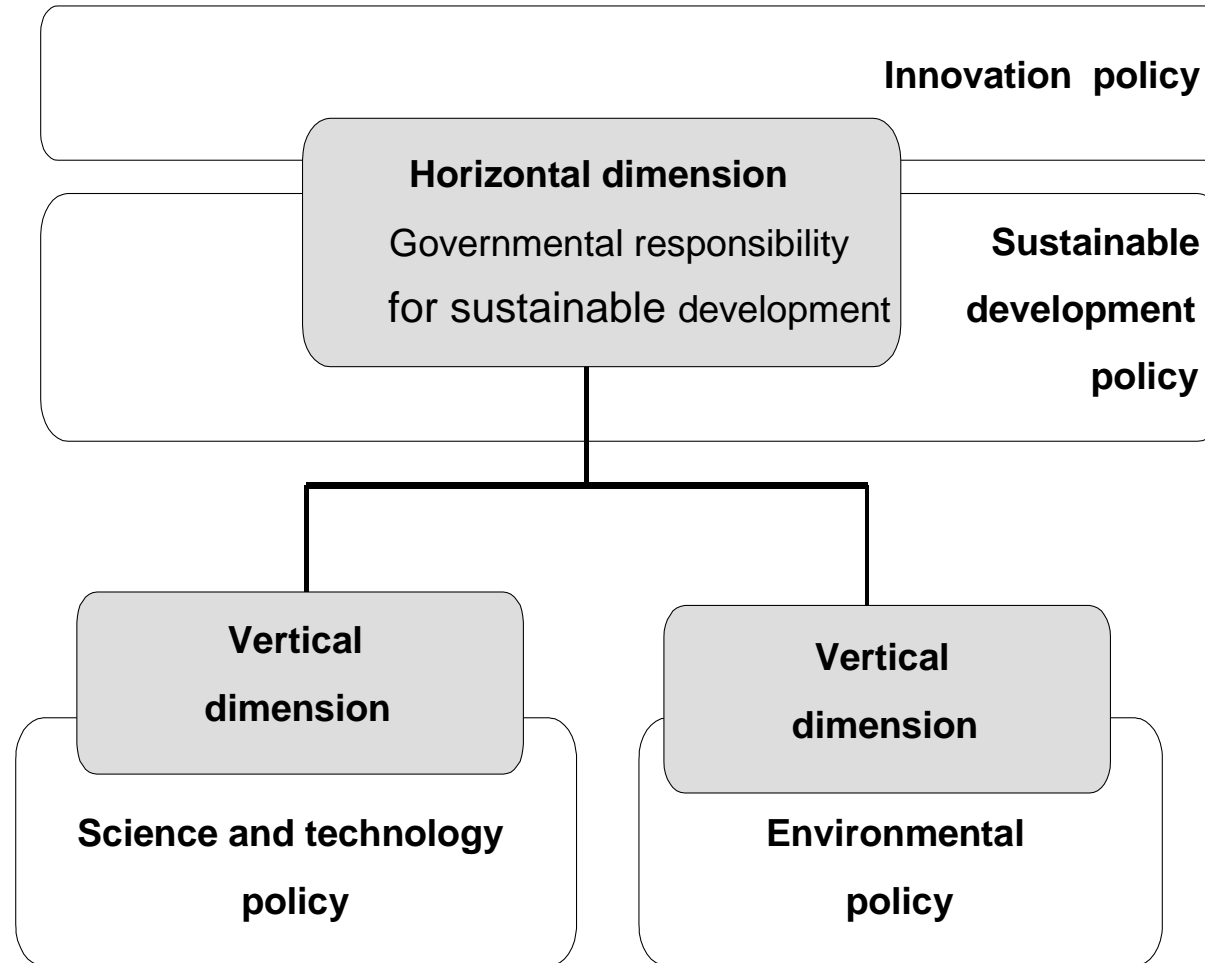 Innovation policy
Horizontal dimension
Governmental responsibility
for sustainable development
Sustainable
development
policy
Vertical
dimension
Science and technology
policy
Vertical
dimension
Environmental
policy